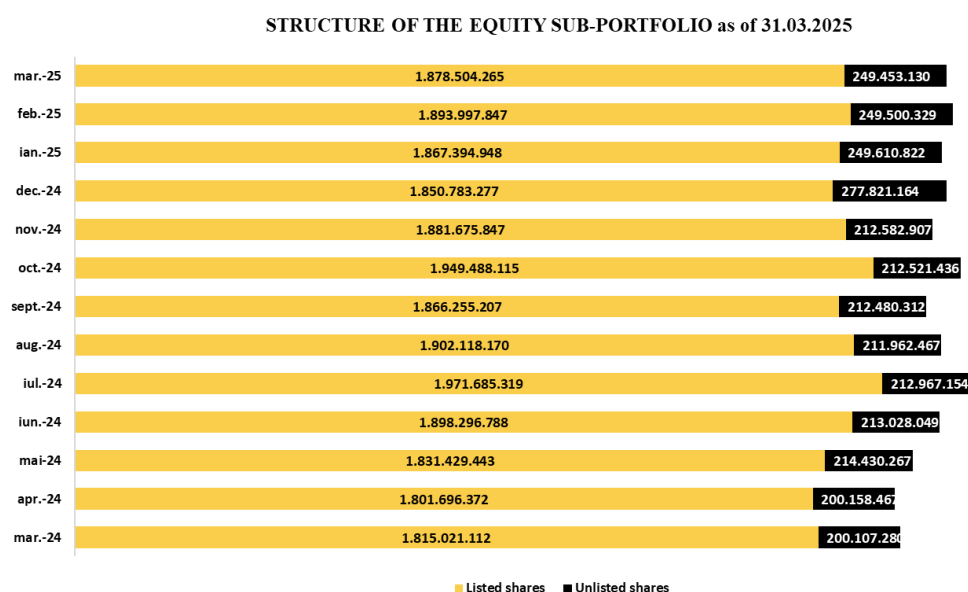 STRUCTURE OF THE EQUITY SUB-PORTFOLIO as of 31.03.2025
mar.-25 1.878.504.265 249.453.130
feb.-25 1.893.997.847 249.500.329
ian.-25 1.867.394.948 249.610.822
dec.-24 1.850.783.277 277.821.164
nov.-24 1.881.675.847 212.582.907
oct.-24 1.949.488.115 212.521.436
sept.-24 1.866.255.207 212.480.312
aug.-24 1.902.118.170 211.962.467
iul.-24 1.971.685.319 212.967.154
iun.-24 1.898.296.788 213.028.049
mai-24 1.831.429.443 214.430.267
apr.-24 1.801.696.372 200.158.467
mar.-24 1.815.021.112 200.107.280
Listed shares Unlisted shares